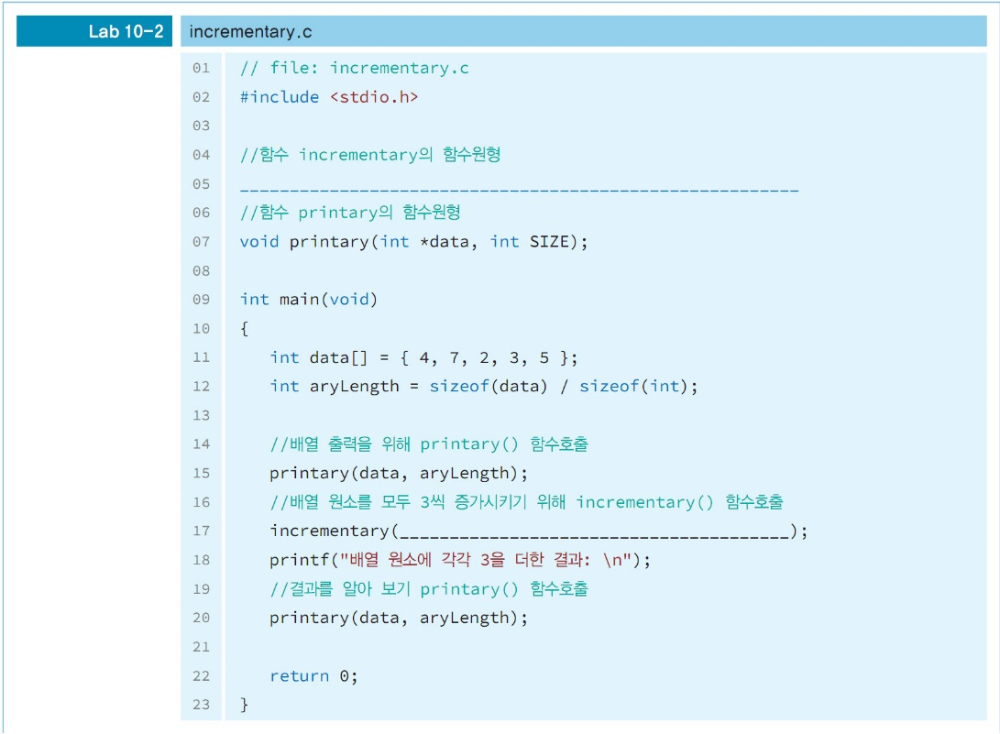 Lab 10-2 incrementary.c
01 // file: incrementary.c
02 #include <stdio.h>
03
04 //함수 incrementary의 함수원형
05 ________________________________________________________
06 //함수 printary의 함수원형
07 void printary(int *data, int SIZE);
08
09 int main(void)
10 {
11 int data[] = { 4, 7, 2, 3, 5 };
12 int aryLength = sizeof(data) / sizeof(int);
13
14 //배열 출력을 위해 printary() 함수호출
15 printary(data, aryLength);
16 //배열 원소를 모두 3씩 증가시키기 위해 incrementary() 함수호출
17 incrementary(_______________________________________);
18 printf("배열 원소에 각각 3을 더한 결과: \n");
19 //결과를 알아 보기 printary() 함수호출
20 printary(data, aryLength);
21
22 return 0;
23 }